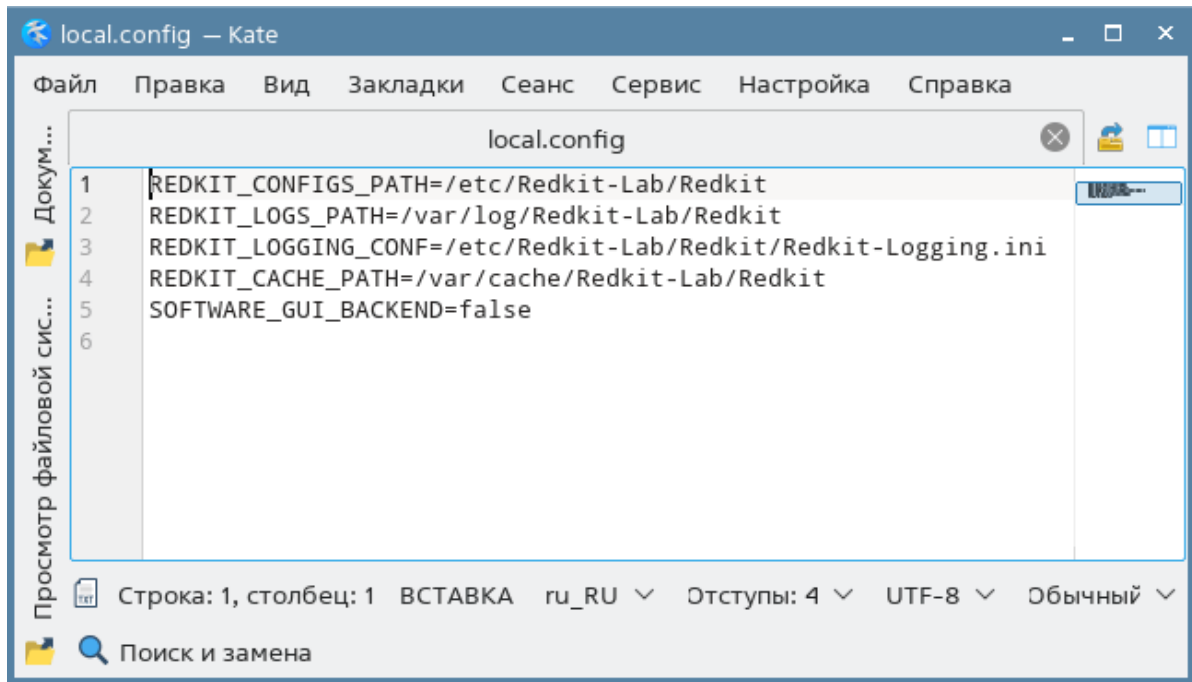 local.config — Kate
Файл Правка Вид Закладки Сеанс Сервис Настройка Справка
Докум...
Просмотр файловой сис...
local.config
1 REDKIT_CONFIGS_PATH=/etc/Redkit-Lab/Redkit
2 REDKIT_LOGS_PATH=/var/log/Redkit-Lab/Redkit
3 REDKIT_LOGGING_CONF=/etc/Redkit-Lab/Redkit/Redkit-Logging.ini
4 REDKIT_CACHE_PATH=/var/cache/Redkit-Lab/Redkit
5 SOFTWARE_GUI_BACKEND=false
6
Строка: 1, столбец: 1 ВСТАВКА ru_RU Отступы: 4 UTF-8 Обычный
Поиск и замена